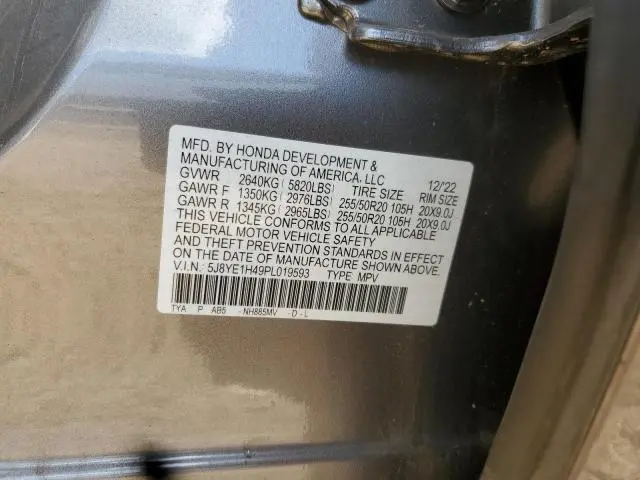 MFD. BY HONDA DEVELOPMENT &
MANUFACTURING OF AMERICA, LLC 12/22
GVWR 2640KG (5820LBS) TIRE SIZE RIM SIZE
GAWR F 1350KG (2976LBS) 255/50R20 105H 20X9.0J
GAWR R 1345KG (2965LBS) 255/50R20 105H 20X9.0J
THIS VEHICLE CONFORMS TO ALL APPLICABLE
FEDERAL MOTOR VEHICLE SAFETY
AND THEFT PREVENTION STANDARDS IN EFFECT
ON THE DATE OF MANUFACTURE SHOWN ABOVE.
V.I.N.: 5J8YE1H49PL019593 TYPE: MPV
TYA P AB5 -NH885MV -D-L